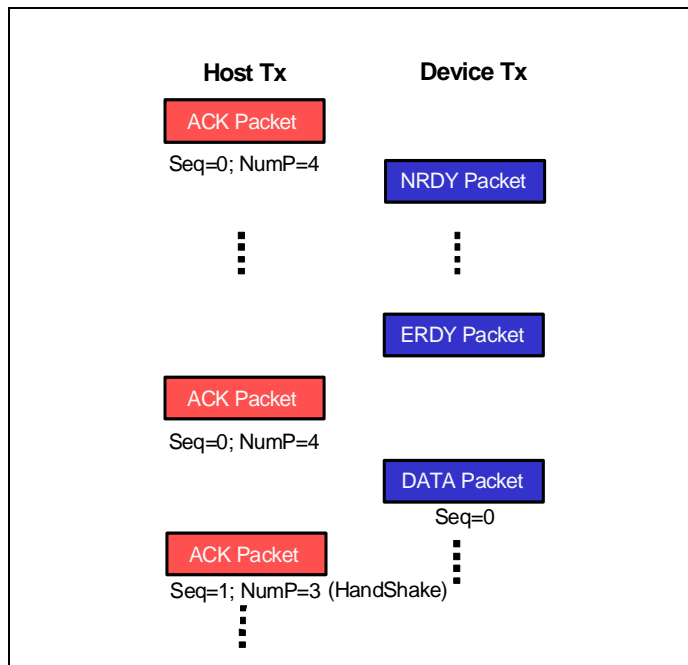 Host Tx
Device Tx
ACK Packet
Seq=0; NumP=4
NRDY Packet
ERDY Packet
ACK Packet
Seq=0; NumP=4
DATA Packet
Seq=0
ACK Packet
Seq=1; NumP=3 (HandShake)